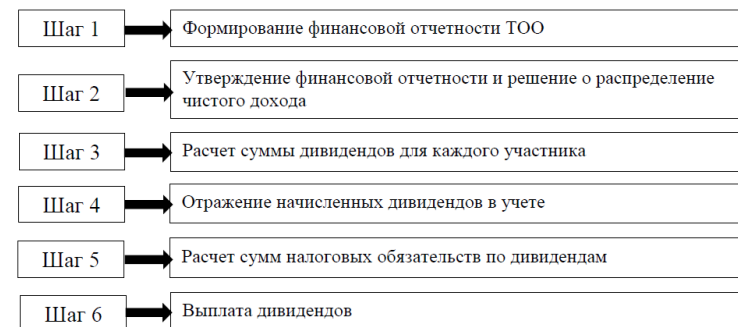 Шаг 1
Формирование финансовой отчетности ТОО
Шаг 2
Утверждение финансовой отчетности и решение о распределение
чистого дохода
Шаг 3
Расчет суммы дивидендов для каждого участника
Шаг 4
Отражение начисленных дивидендов в учете
Шаг 5
Расчет сумм налоговых обязательств по дивидендам
Шаг 6
Выплата дивидендов